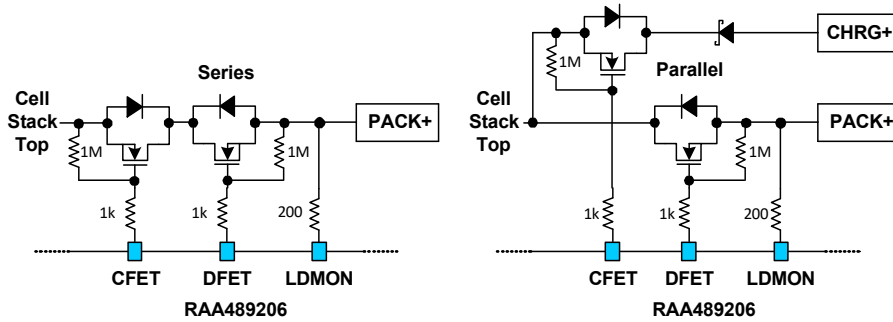 Series
Cell
Stack
Top
1M
1M
PACK+
1k
1k
200
CFET
DFET
LDMON
RAA489206
CHRG+
1M
Parallel
Cell
Stack
Top
PACK+
1M
1k
1k
200
CFET
DFET
LDMON
RAA489206